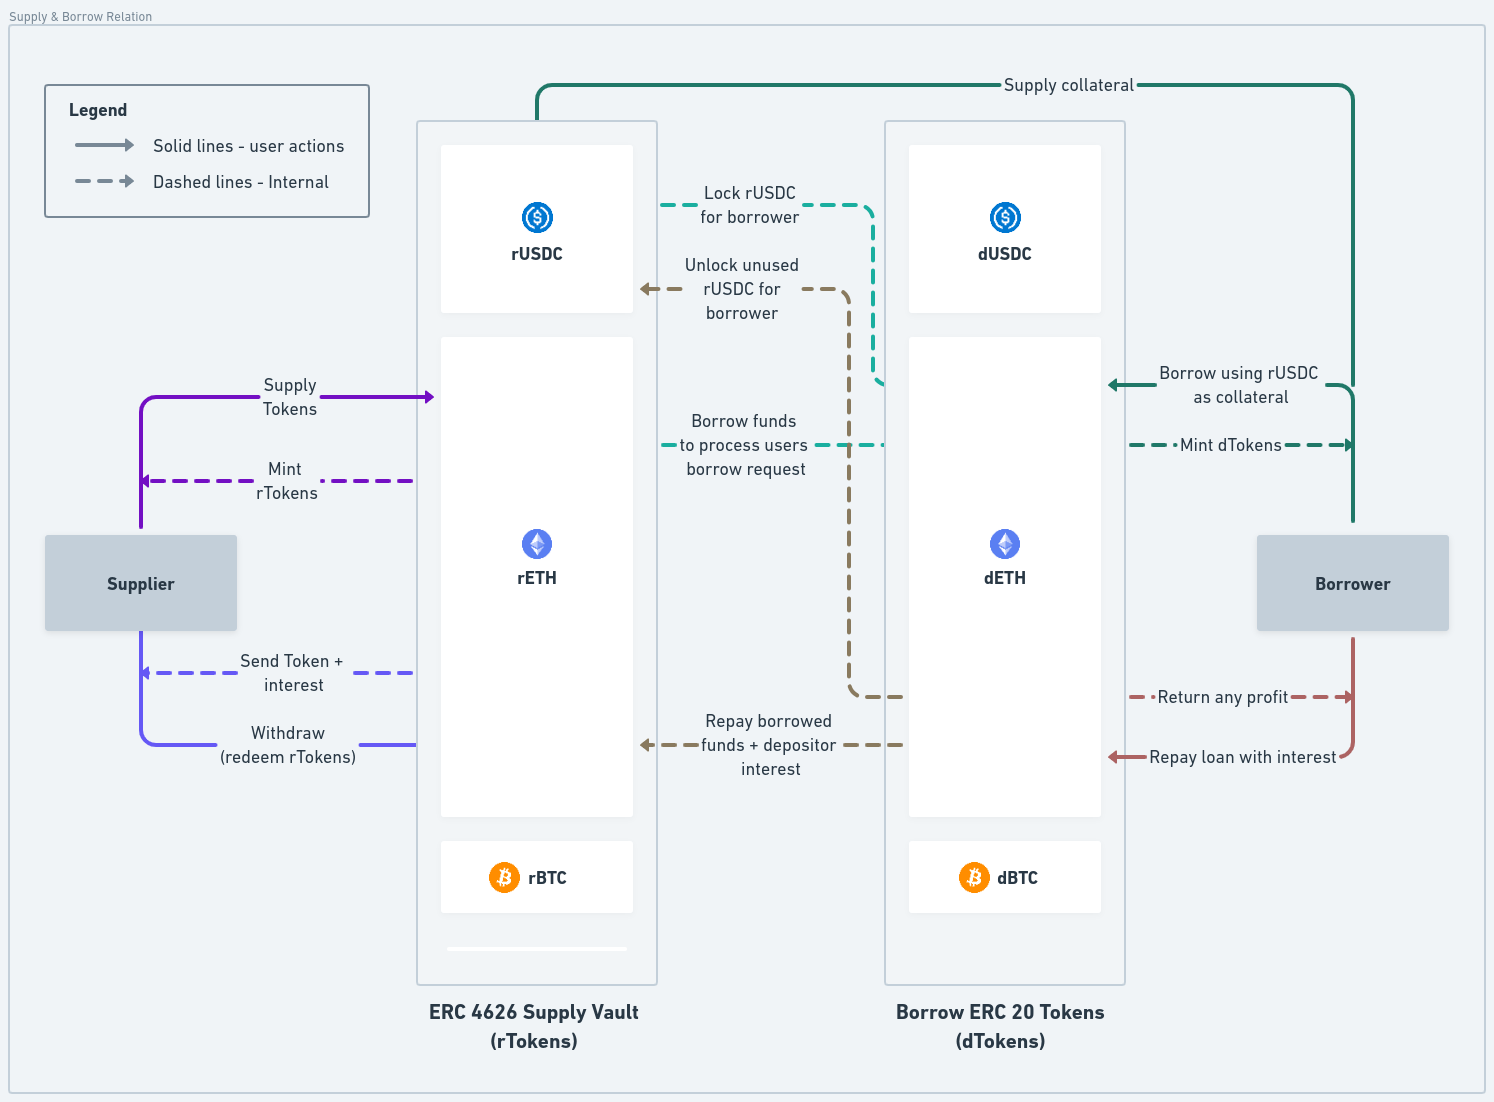 Supply & Borrow Relation
Legend
Solid lines - user actions
Dashed lines - Internal
Supply collateral
Lock rUSDC
for borrower
rUSDC
dUSDC
Unlock unused
rUSDC for
borrower
Supply
Tokens
Borrow using rUSDC
as collateral
Borrow funds
to process users
borrow request
Mint dTokens
Mint
rTokens
rETH
dETH
Supplier
Borrower
Send Token +
interest
Return any profit
Withdraw
(redeem rTokens)
Repay borrowed
funds + depositor
interest
Repay loan with interest
rBTC
dBTC
ERC 4626 Supply Vault
(rTokens)
Borrow ERC 20 Tokens
(dTokens)